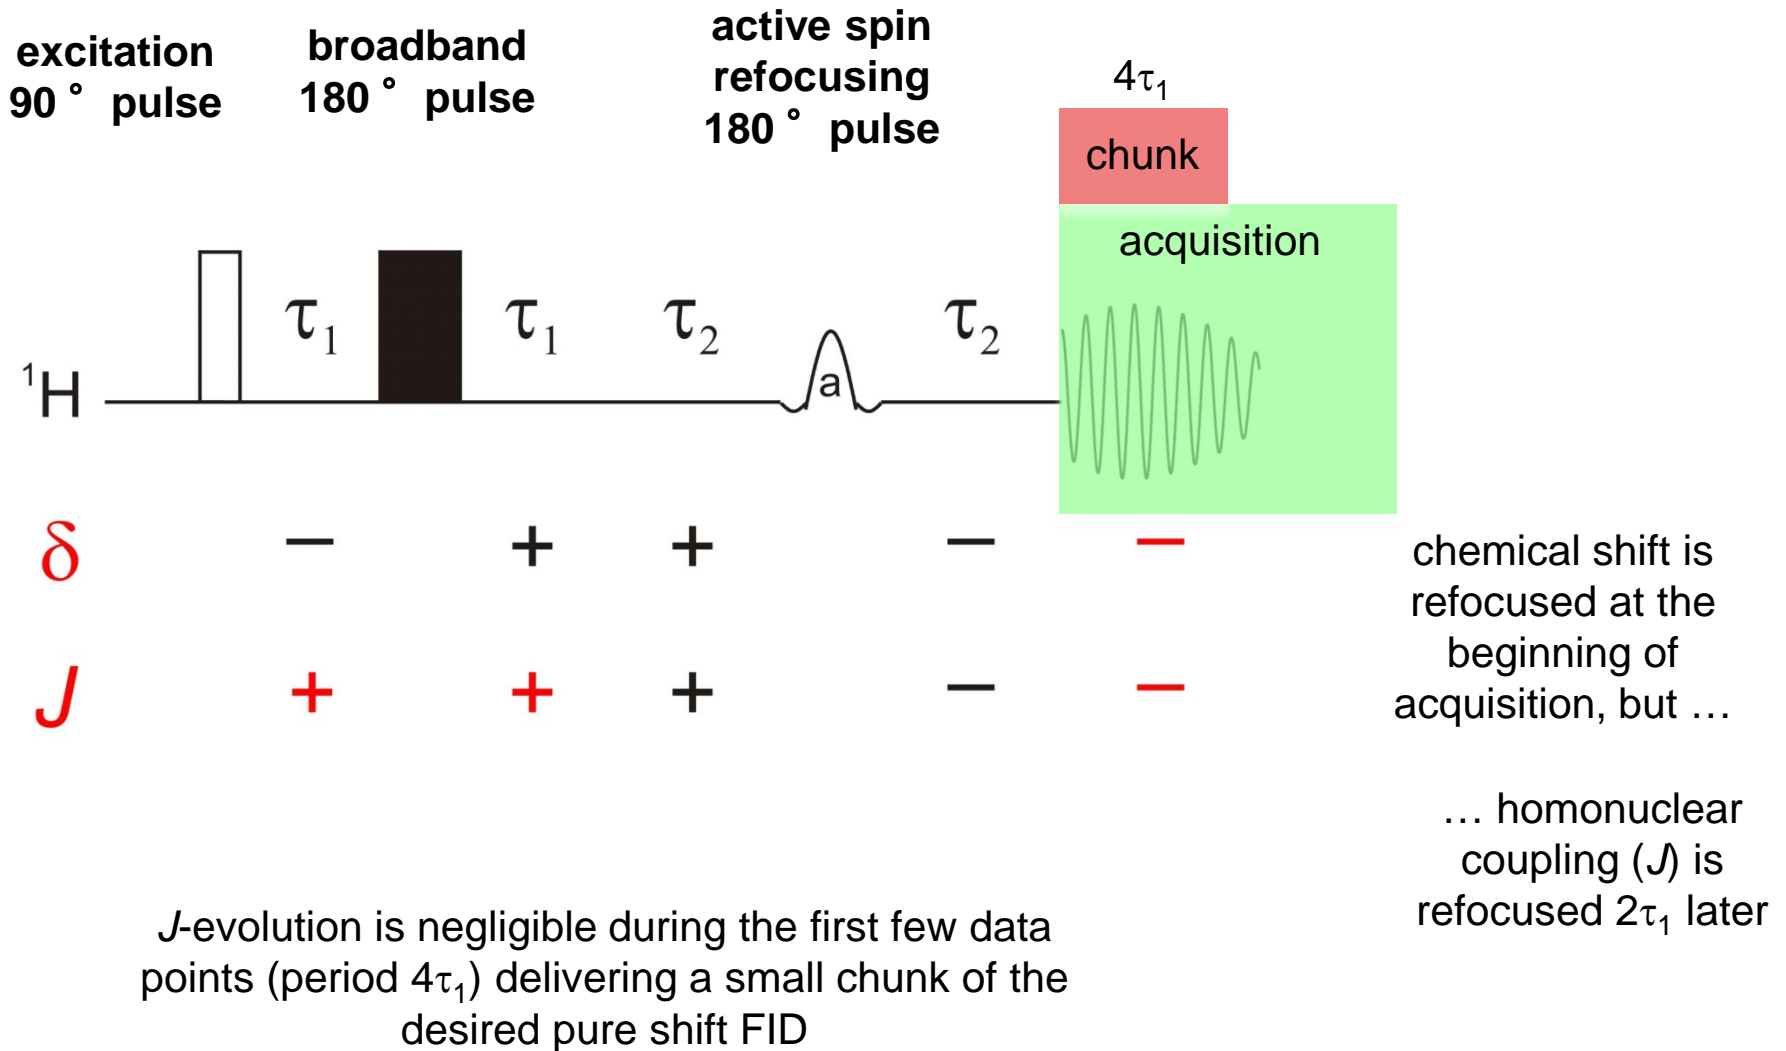 excitation
90° pulse
broadband
180° pulse
active spin
refocusing
180° pulse
4τ₁
chunk
acquisition
τ₁
τ₁
τ₂
τ₂
¹H
a
δ − + + − −
J + + + − −
chemical shift is
refocused at the
beginning of
acquisition, but …
… homonuclear
coupling (J) is
refocused 2τ₁ later
J-evolution is negligible during the first few data
points (period 4τ₁) delivering a small chunk of the
desired pure shift FID